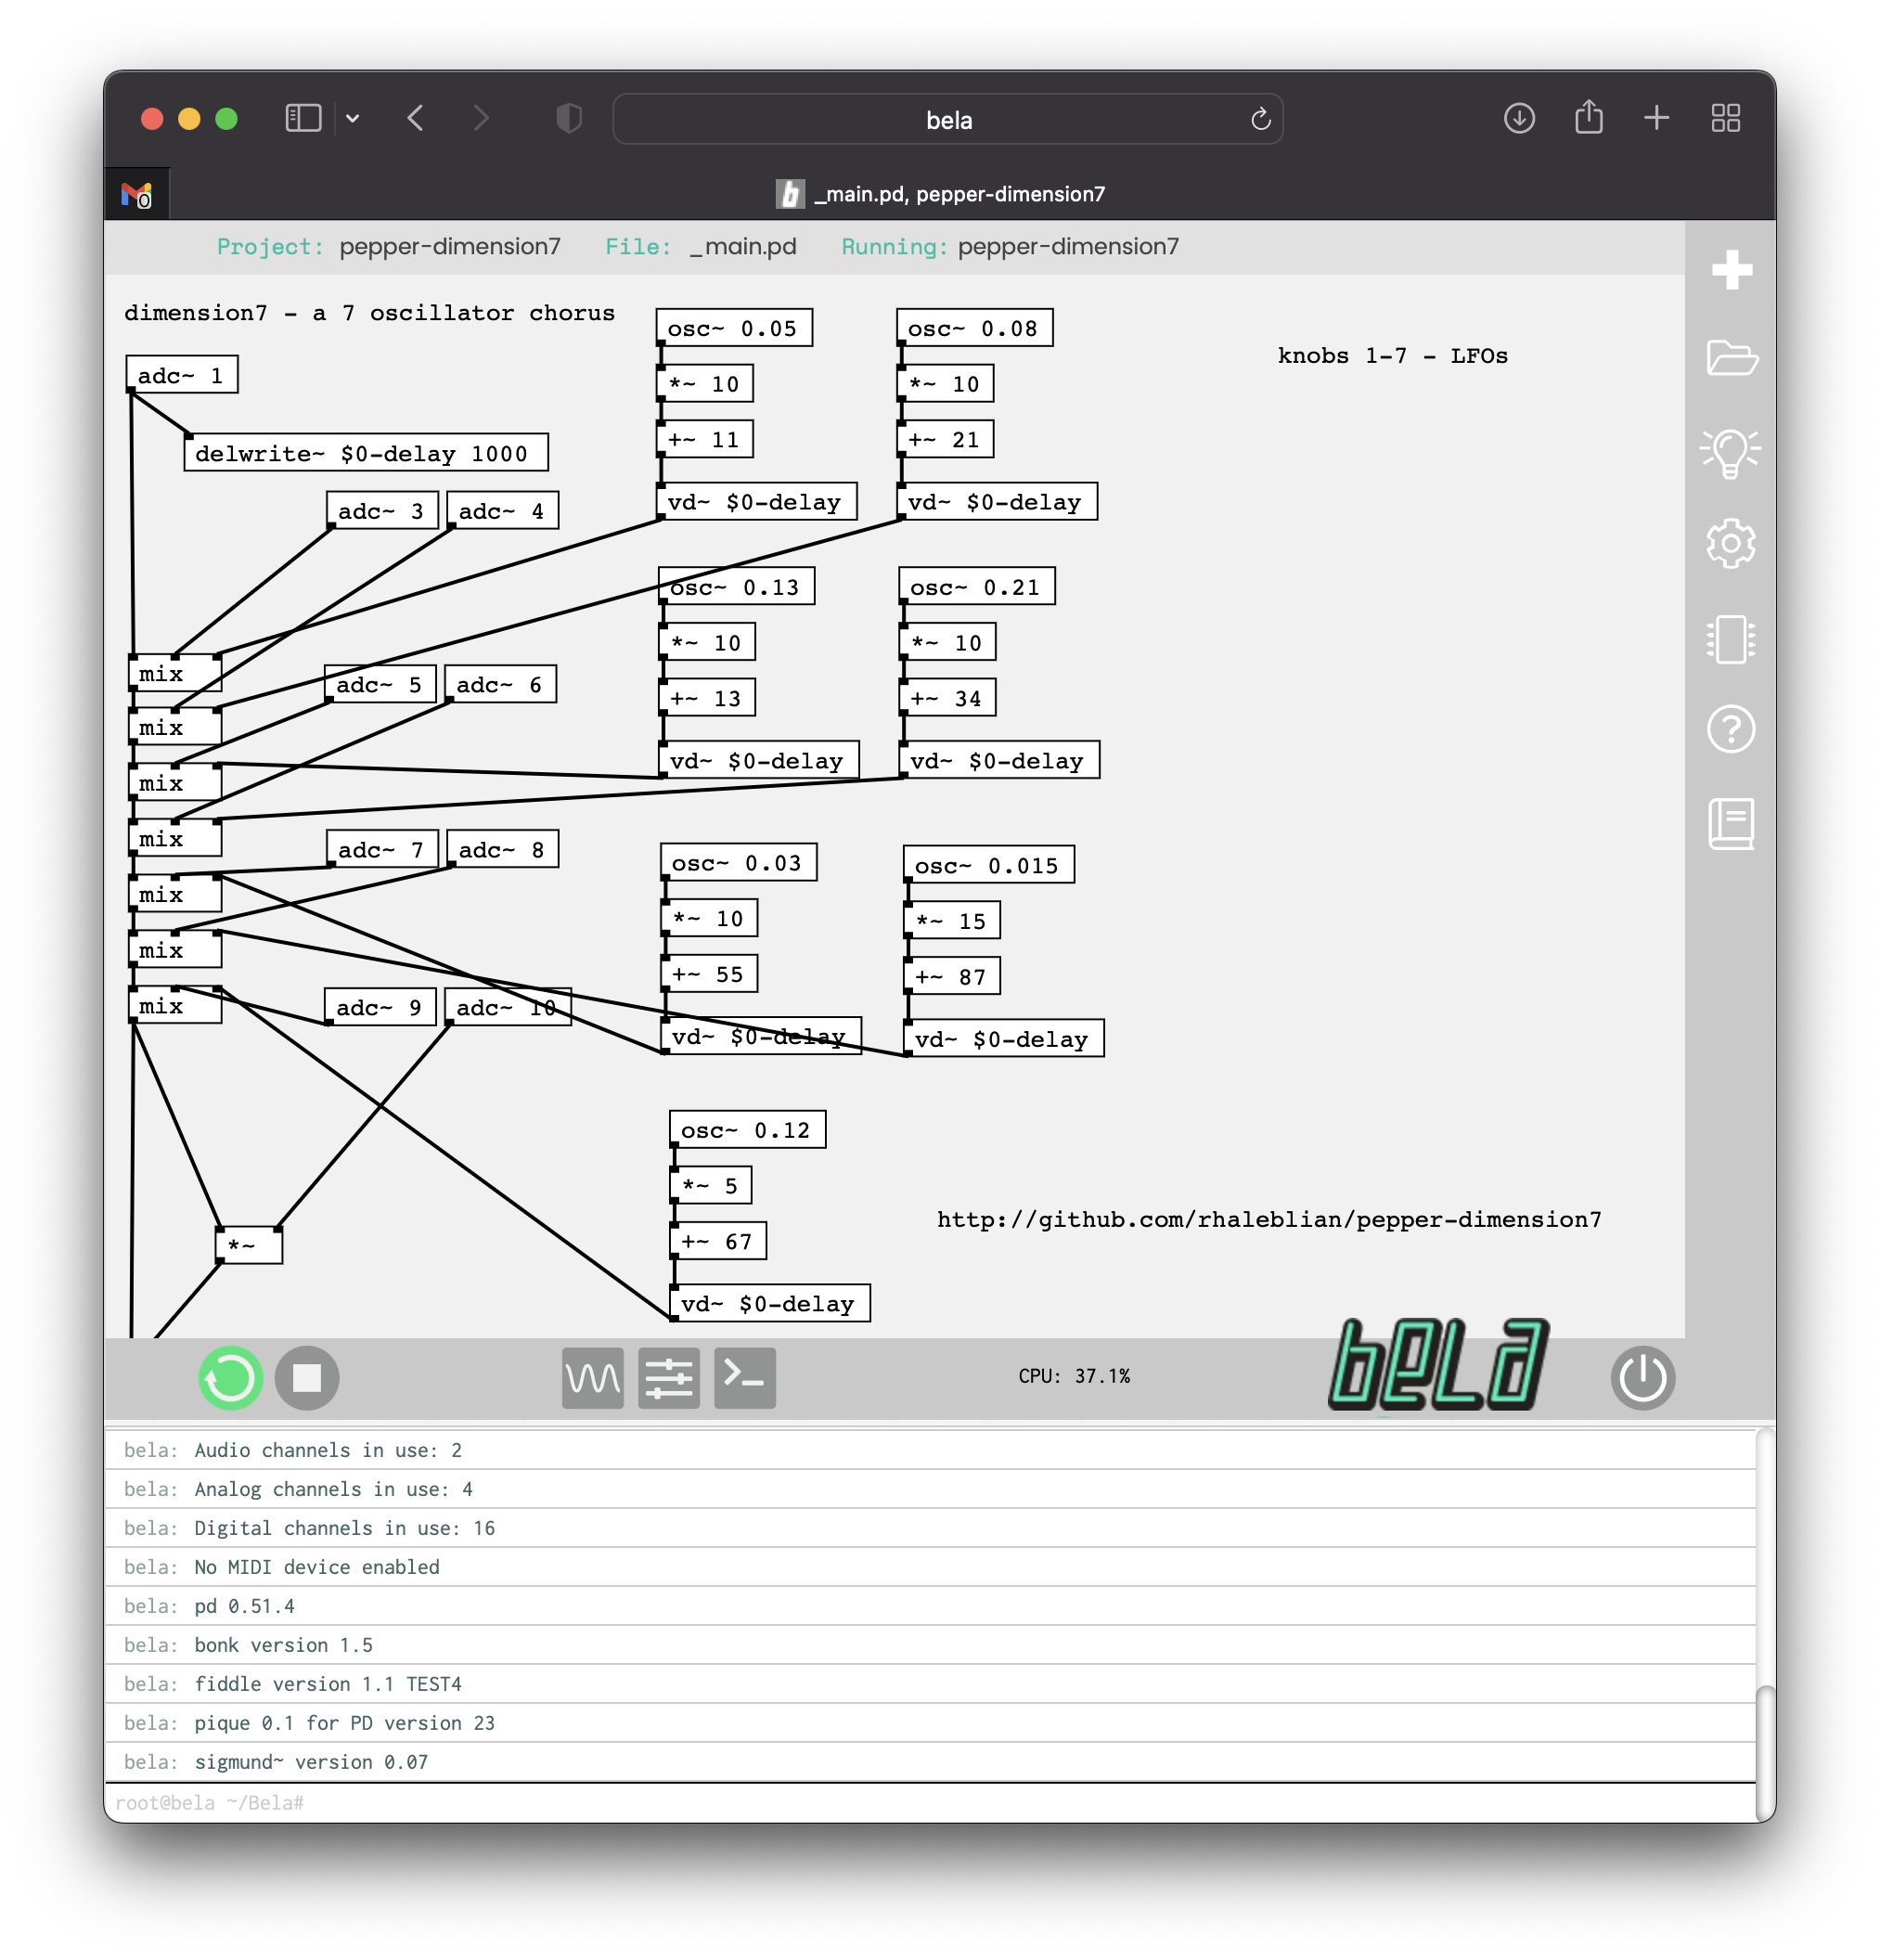 bela
0
_main.pd, pepper-dimension7
Project: pepper-dimension7 File: _main.pd Running: pepper-dimension7
dimension7 - a 7 oscillator chorus
knobs 1-7 - LFOs
adc~ 1
delwrite~ $0-delay 1000
adc~ 3
adc~ 4
osc~ 0.05
*~ 10
+~ 11
vd~ $0-delay
osc~ 0.08
*~ 10
+~ 21
vd~ $0-delay
osc~ 0.13
*~ 10
+~ 13
vd~ $0-delay
osc~ 0.21
*~ 10
+~ 34
vd~ $0-delay
mix
mix
mix
mix
mix
mix
mix
adc~ 5
adc~ 6
adc~ 7
adc~ 8
adc~ 9
adc~ 10
osc~ 0.03
*~ 10
+~ 55
vd~ $0-delay
osc~ 0.015
*~ 15
+~ 87
vd~ $0-delay
osc~ 0.12
*~ 5
+~ 67
vd~ $0-delay
*~
http://github.com/rhaleblian/pepper-dimension7
CPU: 37.1%
bela
bela: Audio channels in use: 2
bela: Analog channels in use: 4
bela: Digital channels in use: 16
bela: No MIDI device enabled
bela: pd 0.51.4
bela: bonk version 1.5
bela: fiddle version 1.1 TEST4
bela: pique 0.1 for PD version 23
bela: sigmund~ version 0.07
root@bela ~/Bela#